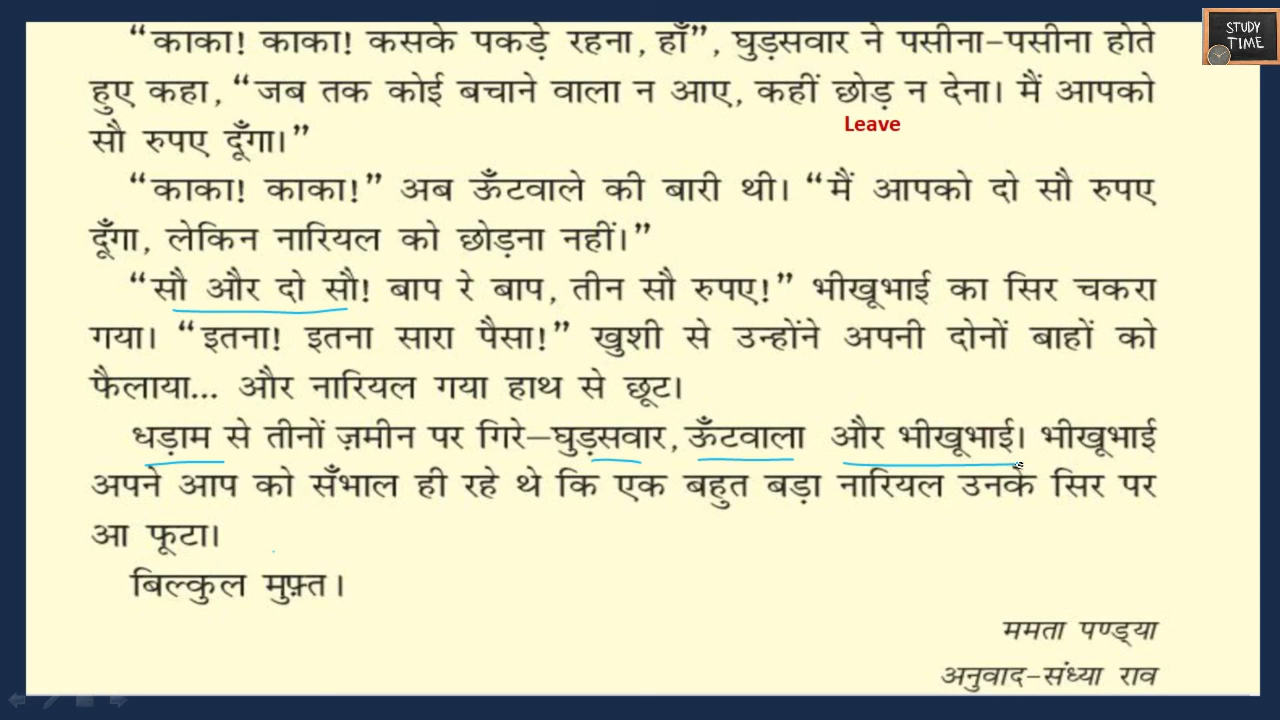 “काका! काका! कसके पकड़े रहना, हाँ”, घुड़सवार ने पसीना-पसीना होते
हुए कहा, “जब तक कोई बचाने वाला न आए, कहीं छोड़ न देना। मैं आपको
Leave
सौ रुपए दूँगा।”
“काका! काका!” अब ऊँटवाले की बारी थी। “मैं आपको दो सौ रुपए
दूँगा, लेकिन नारियल को छोड़ना नहीं।”
“सौ और दो सौ! बाप रे बाप, तीन सौ रुपए!” भीखूभाई का सिर चकरा
गया। “इतना! इतना सारा पैसा!” खुशी से उन्होंने अपनी दोनों बाहों को
फैलाया... और नारियल गया हाथ से छूट।
धड़ाम से तीनों ज़मीन पर गिरे–घुड़सवार, ऊँटवाला और भीखूभाई। भीखूभाई
अपने आप को सँभाल ही रहे थे कि एक बहुत बड़ा नारियल उनके सिर पर
आ फूटा।
बिल्कुल मुफ़्त।
ममता पण्ड्या
अनुवाद-संध्या राव
STUDY
TIME